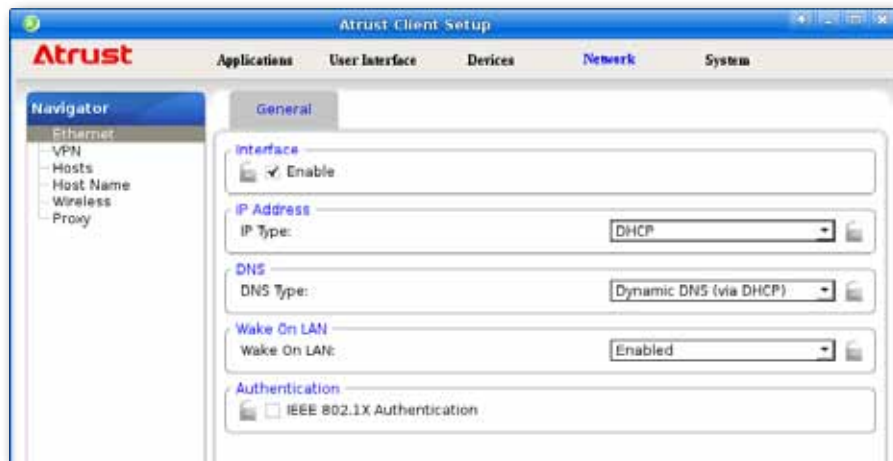 Atrust Client Setup
Atrust
Applications User Interface Devices Network System
Navigator
Ethernet
VPN
Hosts
Host Name
Wireless
Proxy
General
Interface
Enable
IP Address
IP Type: DHCP
DNS
DNS Type: Dynamic DNS (via DHCP)
Wake On LAN
Wake On LAN: Enabled
Authentication
IEEE 802.1X Authentication